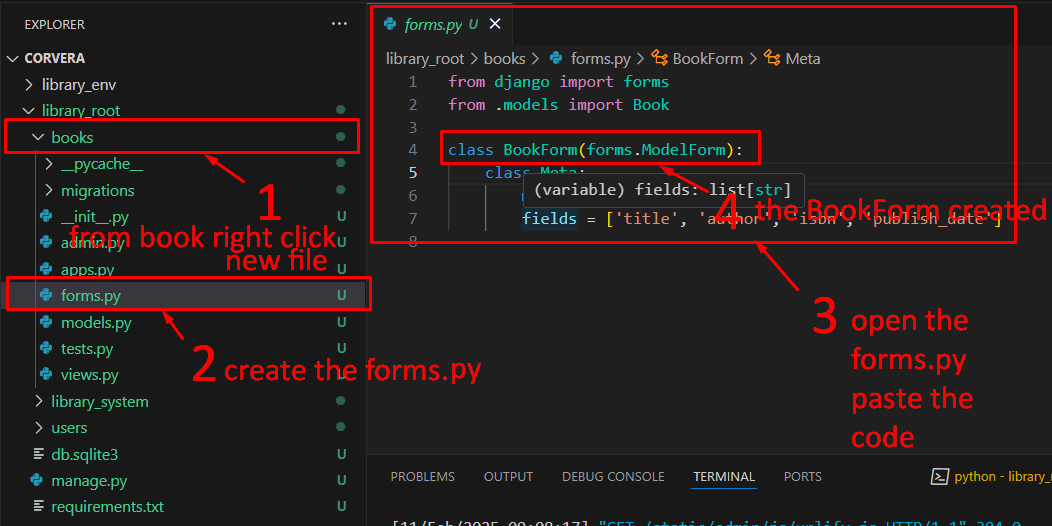 EXPLORER
...
CORVERA
library_env
library_root
books
__pycache__
migrations
__init__.py U
admin.py U
apps.py U
forms.py U
models.py U
tests.py U
views.py
library_system
users
db.sqlite3 U
manage.py U
requirements.txt U
1
from book right click
new file
2 create the forms.py
forms.py U ×
library_root > books > forms.py > BookForm > Meta
1 from django import forms
2 from .models import Book
3
4 class BookForm(forms.ModelForm):
5 class Meta:
6
(variable) fields: list[str]
7 fields = ['title', 'author', 'ison', 'publish_date']
8
4 the BookForm created
3 open the
forms.py
paste the
code
PROBLEMS OUTPUT DEBUG CONSOLE TERMINAL PORTS
python - library_